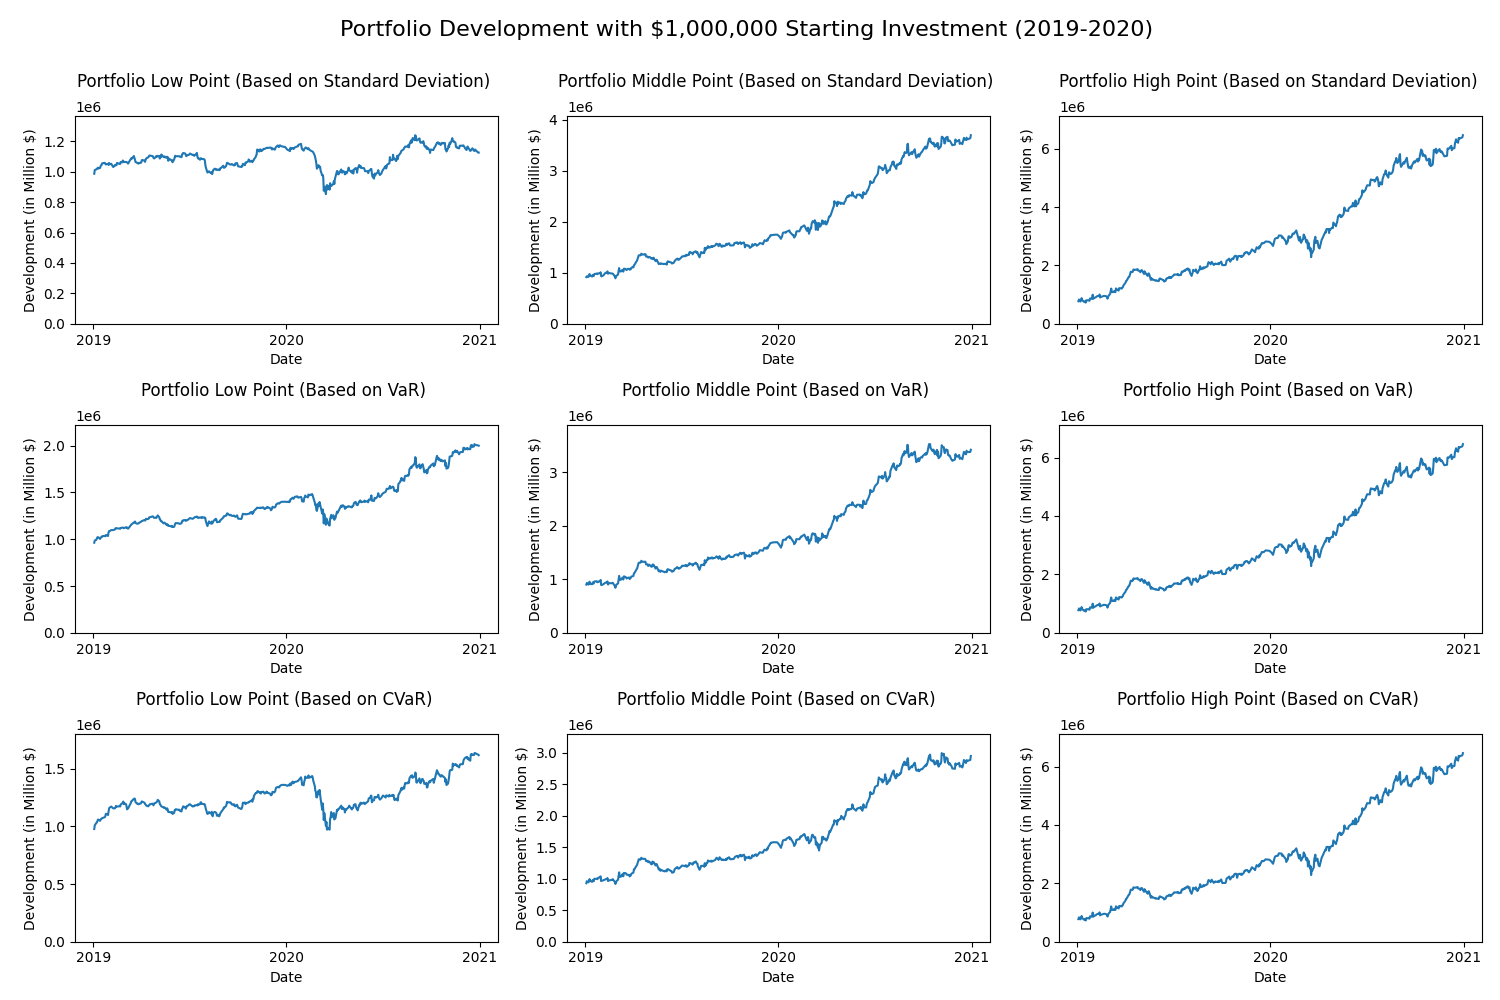 Portfolio Development with $1,000,000 Starting Investment (2019-2020)
Portfolio Low Point (Based on Standard Deviation)
1e6
Development (in Million $)
1.2
1.0
0.8
0.6
0.4
0.2
0.0
2019 2020 2021
Date
Portfolio Middle Point (Based on Standard Deviation)
1e6
Development (in Million $)
4
3
2
1
0
2019 2020 2021
Date
Portfolio High Point (Based on Standard Deviation)
1e6
Development (in Million $)
6
4
2
0
2019 2020 2021
Date
Portfolio Low Point (Based on VaR)
1e6
Development (in Million $)
2.0
1.5
1.0
0.5
0.0
2019 2020 2021
Date
Portfolio Middle Point (Based on VaR)
1e6
Development (in Million $)
3
2
1
0
2019 2020 2021
Date
Portfolio High Point (Based on VaR)
1e6
Development (in Million $)
6
4
2
0
2019 2020 2021
Date
Portfolio Low Point (Based on CVaR)
1e6
Development (in Million $)
1.5
1.0
0.5
0.0
2019 2020 2021
Date
Portfolio Middle Point (Based on CVaR)
1e6
Development (in Million $)
3.0
2.5
2.0
1.5
1.0
0.5
0.0
2019 2020 2021
Date
Portfolio High Point (Based on CVaR)
1e6
Development (in Million $)
6
4
2
0
2019 2020 2021
Date